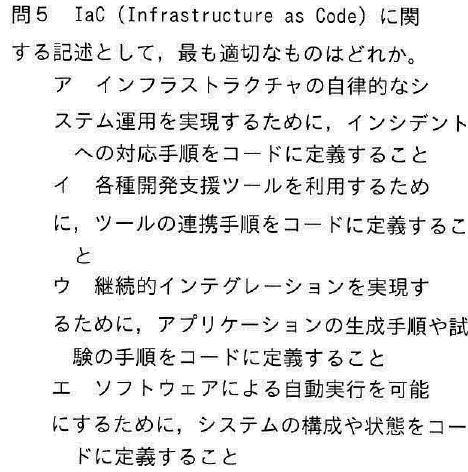 問5 IaC (Infrastructure as Code) に関
する記述として，最も適切なものはどれか。
ア インフラストラクチャの自律的なシ
ステム運用を実現するために，インシデント
への対応手順をコードに定義すること
イ 各種開発支援ツールを利用するため
に，ツールの連携手順をコードに定義するこ
と
ウ 継続的インテグレーションを実現す
るために，アプリケーションの生成手順や試
験の手順をコードに定義すること
エ ソフトウェアによる自動実行を可能
にするために，システムの構成や状態をコー
ドに定義すること